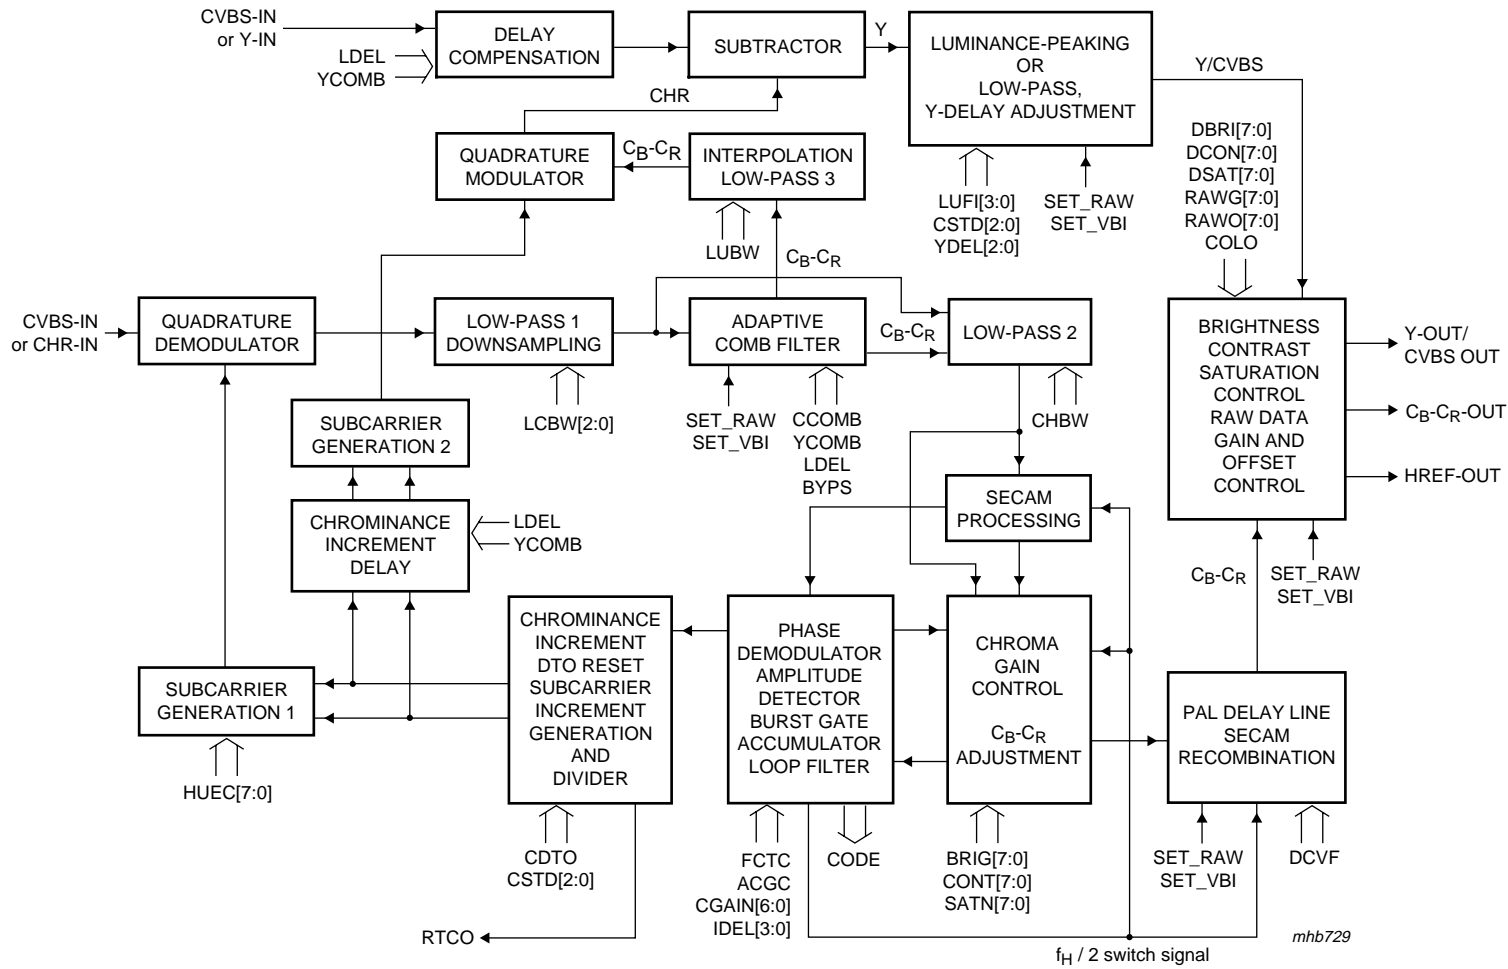 CVBS-IN
or Y-IN
LDEL
YCOMB
DELAY
COMPENSATION
SUBTRACTOR
Y
LUMINANCE-PEAKING
OR
LOW-PASS,
Y-DELAY ADJUSTMENT
Y/CVBS
CHR
QUADRATURE
MODULATOR
CB-CR
INTERPOLATION
LOW-PASS 3
LUBW
CB-CR
LUFI[3:0]
CSTD[2:0]
YDEL[2:0]
SET_RAW
SET_VBI
DBRI[7:0]
DCON[7:0]
DSAT[7:0]
RAWG[7:0]
RAWO[7:0]
COLO
CVBS-IN
or CHR-IN
QUADRATURE
DEMODULATOR
LOW-PASS 1
DOWNSAMPLING
LCBW[2:0]
ADAPTIVE
COMB FILTER
CB-CR
LOW-PASS 2
SET_RAW
SET_VBI
CCOMB
YCOMB
LDEL
BYPS
CHBW
BRIGHTNESS
CONTRAST
SATURATION
CONTROL
RAW DATA
GAIN AND
OFFSET
CONTROL
Y-OUT/
CVBS OUT
CB-CR-OUT
HREF-OUT
SUBCARRIER
GENERATION 2
CHROMINANCE
INCREMENT
DELAY
LDEL
YCOMB
SECAM
PROCESSING
CB-CR
SET_RAW
SET_VBI
SUBCARRIER
GENERATION 1
HUEC[7:0]
CHROMINANCE
INCREMENT
DTO RESET
SUBCARRIER
INCREMENT
GENERATION
AND
DIVIDER
CDTO
CSTD[2:0]
RTCO
PHASE
DEMODULATOR
AMPLITUDE
DETECTOR
BURST GATE
ACCUMULATOR
LOOP FILTER
FCTC
ACGC
CGAIN[6:0]
IDEL[3:0]
CODE
CHROMA
GAIN
CONTROL
CB-CR
ADJUSTMENT
BRIG[7:0]
CONT[7:0]
SATN[7:0]
PAL DELAY LINE
SECAM
RECOMBINATION
SET_RAW
SET_VBI
DCVF
fH / 2 switch signal
mhb729